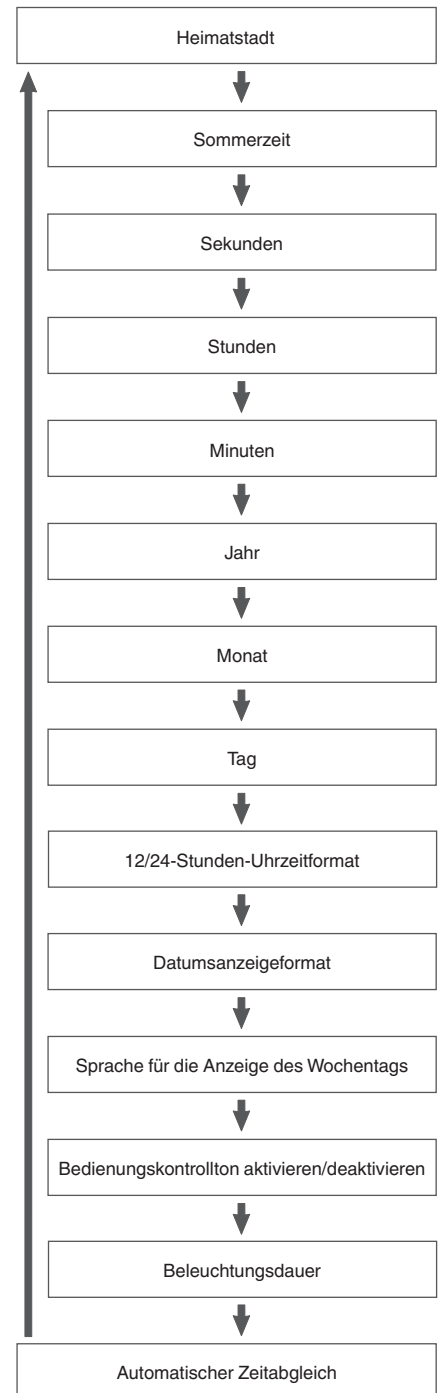 Heimatstadt
Sommerzeit
Sekunden
Stunden
Minuten
Jahr
Monat
Tag
12/24-Stunden-Uhrzeitformat
Datumsanzeigeformat
Sprache für die Anzeige des Wochentags
Bedienungskontrollton aktivieren/deaktivieren
Beleuchtungsdauer
Automatischer Zeitabgleich